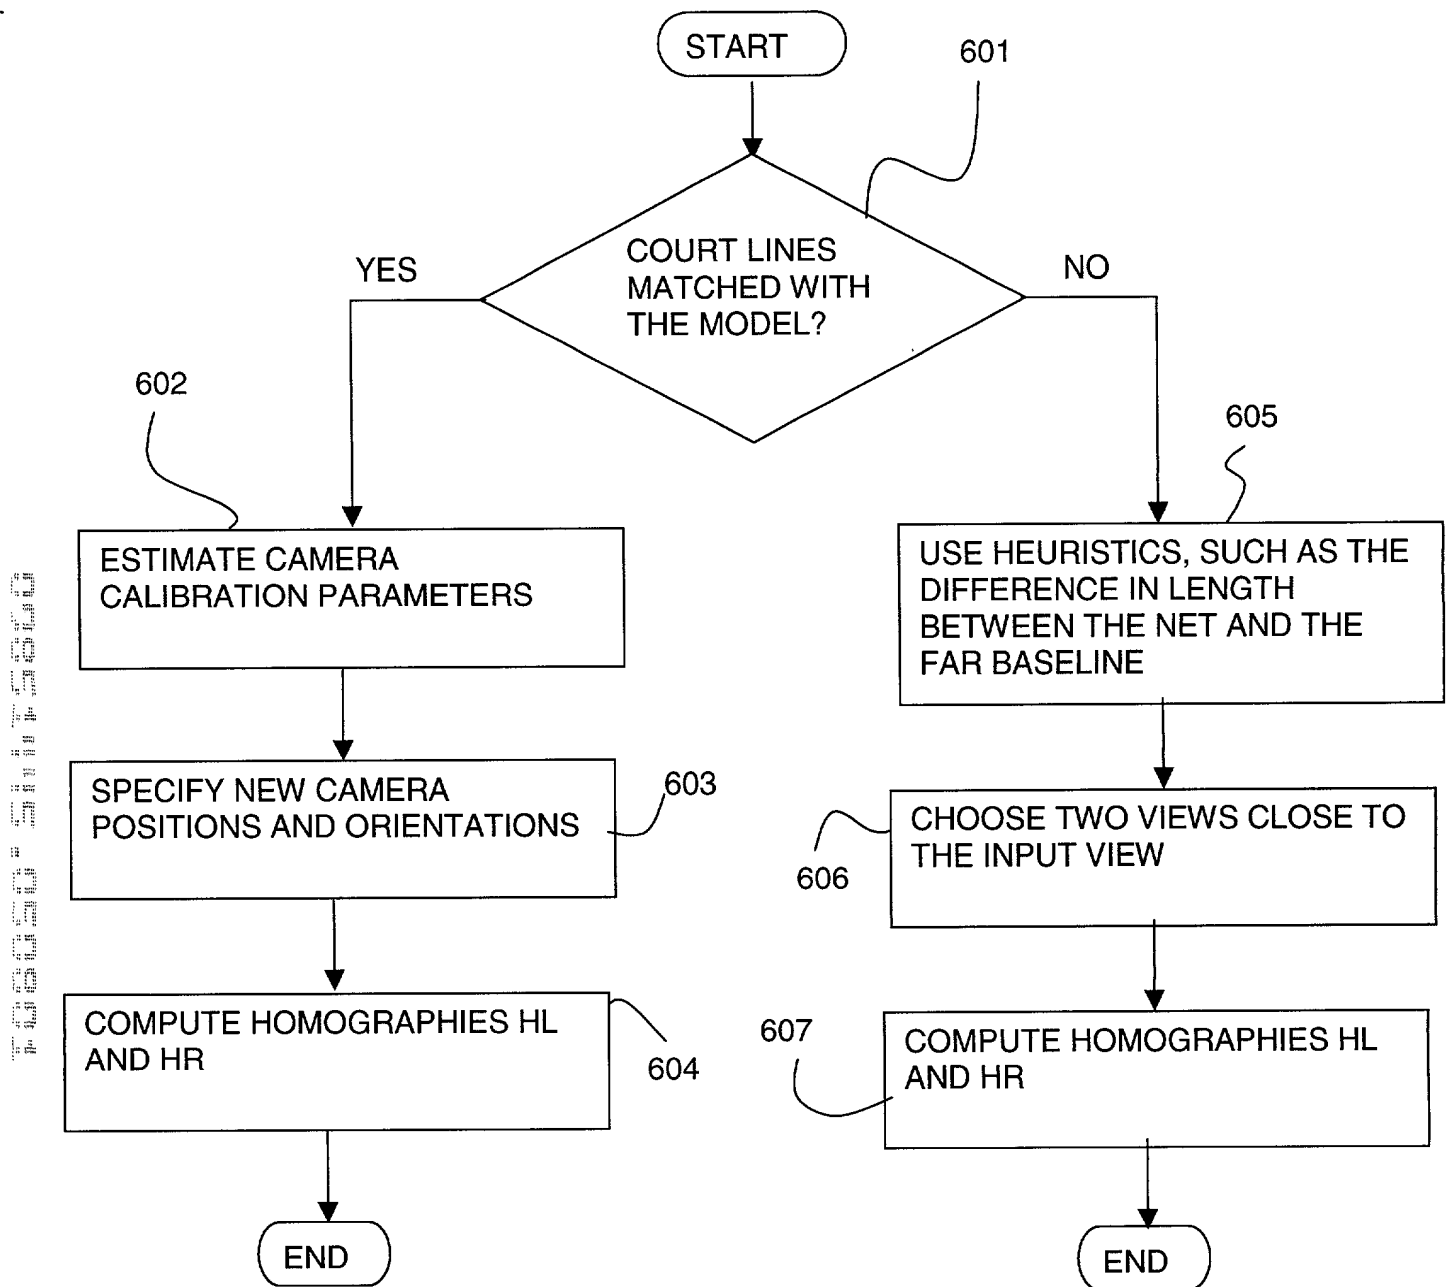 START
601
COURT LINES
MATCHED WITH
THE MODEL?
YES
NO
602
605
ESTIMATE CAMERA
CALIBRATION PARAMETERS
USE HEURISTICS, SUCH AS THE
DIFFERENCE IN LENGTH
BETWEEN THE NET AND THE
FAR BASELINE
SPECIFY NEW CAMERA
POSITIONS AND ORIENTATIONS
603
CHOOSE TWO VIEWS CLOSE TO
THE INPUT VIEW
606
COMPUTE HOMOGRAPHIES HL
AND HR
604
607
COMPUTE HOMOGRAPHIES HL
AND HR
END
END